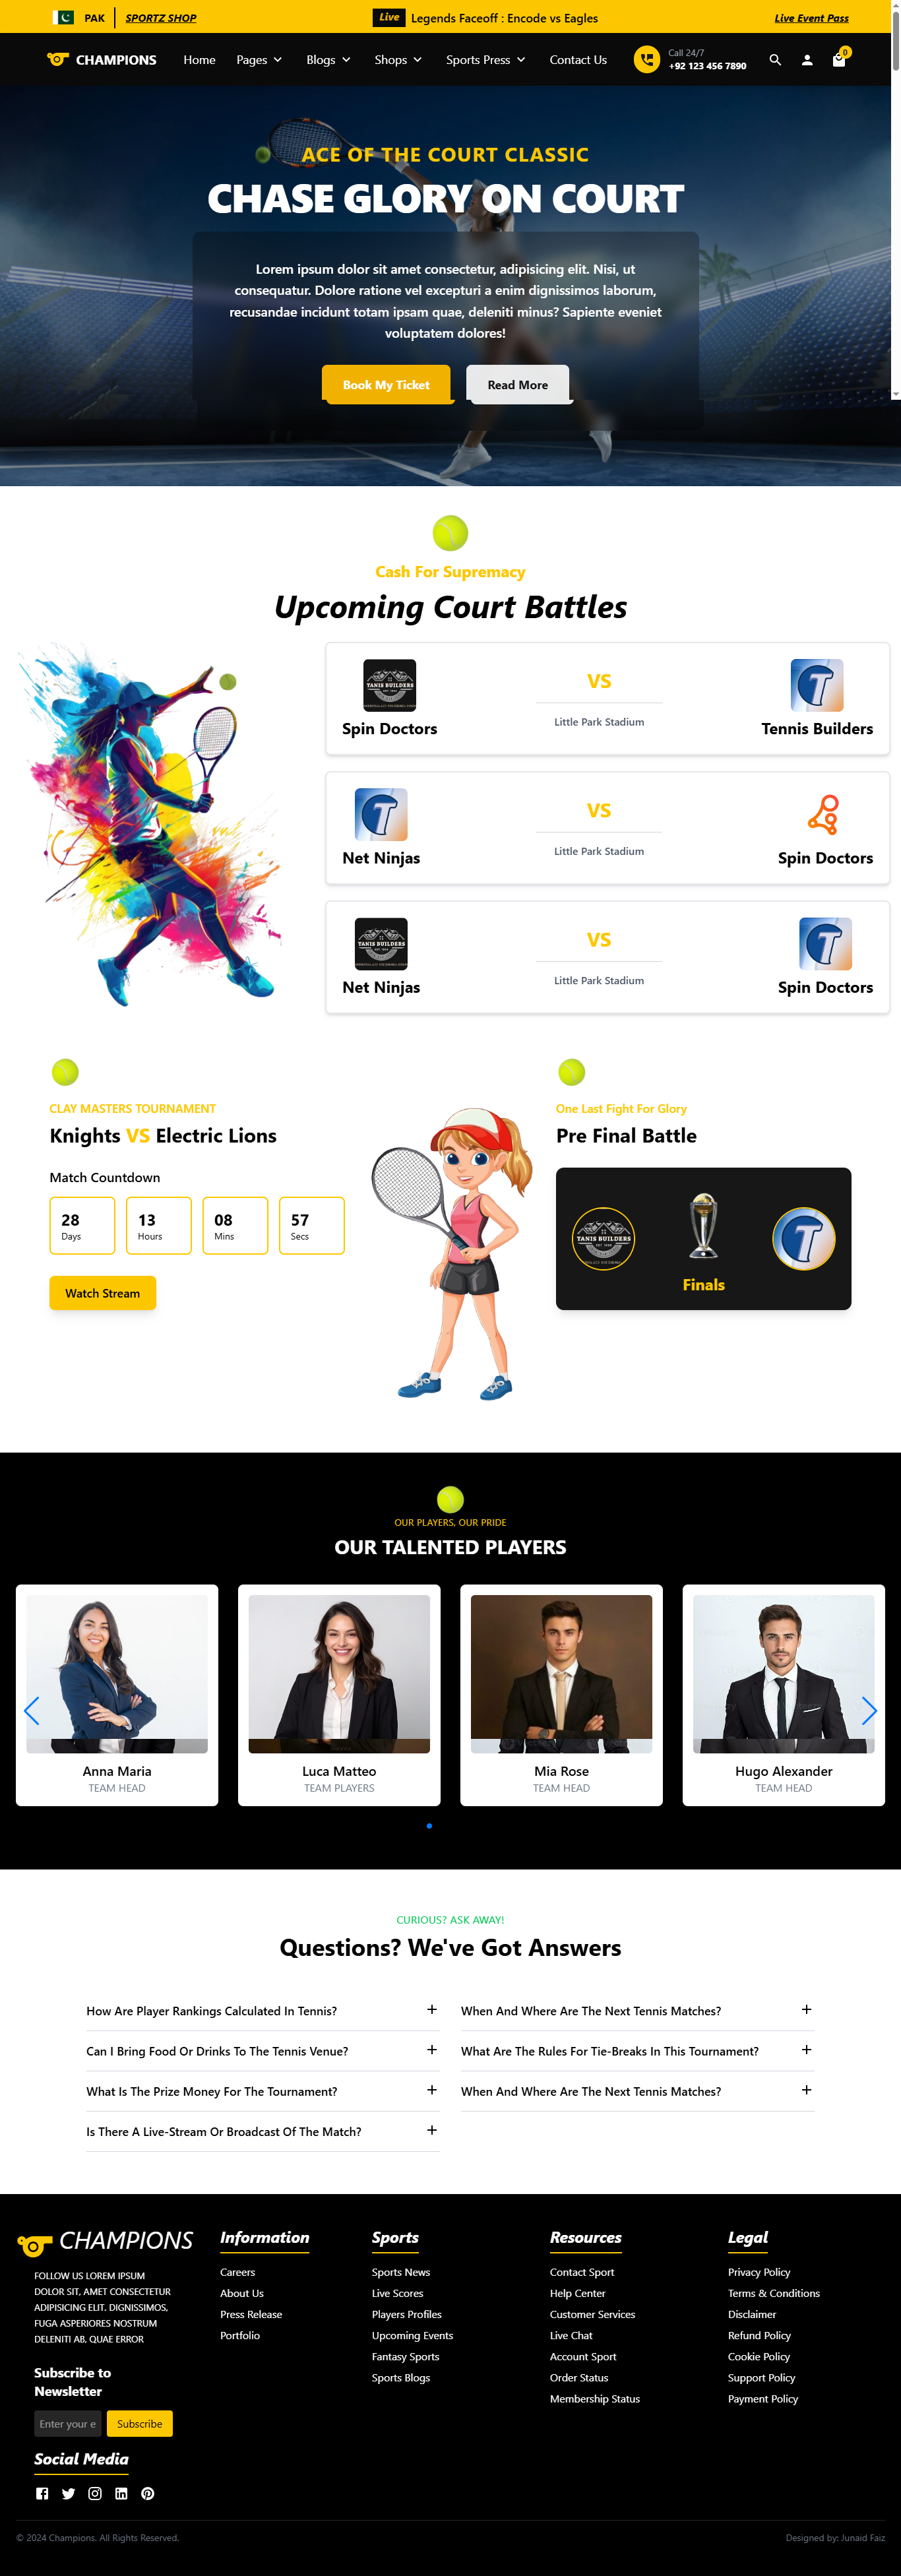 PAK
SPORTZ SHOP
Live
Legends Faceoff : Encode vs Eagles
Live Event Pass
CHAMPIONS
Home
Pages
Blogs
Shops
Sports Press
Contact Us
Call 24/7
+92 123 456 7890
0
ACE OF THE COURT CLASSIC
CHASE GLORY ON COURT
Lorem ipsum dolor sit amet consectetur, adipisicing elit. Nisi, ut
consequatur. Dolore ratione vel excepturi a enim dignissimos laborum,
recusandae incidunt totam ipsam quae, deleniti minus? Sapiente eveniet
voluptatem dolores!
Book My Ticket
Read More
Cash For Supremacy
Upcoming Court Battles
TANIS BUILDERS
Spin Doctors
VS
Little Park Stadium
Tennis Builders
Net Ninjas
VS
Little Park Stadium
Spin Doctors
TANIS BUILDERS
Net Ninjas
VS
Little Park Stadium
Spin Doctors
CLAY MASTERS TOURNAMENT
Knights VS Electric Lions
Match Countdown
28
Days
13
Hours
08
Mins
57
Secs
Watch Stream
One Last Fight For Glory
Pre Final Battle
TANIS BUILDERS
Finals
OUR PLAYERS, OUR PRIDE
OUR TALENTED PLAYERS
Anna Maria
TEAM HEAD
Luca Matteo
TEAM PLAYERS
Mia Rose
TEAM HEAD
Hugo Alexander
TEAM HEAD
CURIOUS? ASK AWAY!
Questions? We've Got Answers
How Are Player Rankings Calculated In Tennis?
Can I Bring Food Or Drinks To The Tennis Venue?
What Is The Prize Money For The Tournament?
Is There A Live-Stream Or Broadcast Of The Match?
When And Where Are The Next Tennis Matches?
What Are The Rules For Tie-Breaks In This Tournament?
When And Where Are The Next Tennis Matches?
CHAMPIONS
FOLLOW US LOREM IPSUM
DOLOR SIT, AMET CONSECTETUR
ADIPISICING ELIT. DIGNISSIMOS,
FUGA ASPERIORES NOSTRUM
DELENITI AB, QUAE ERROR
Subscribe to
Newsletter
Enter your e
Subscribe
Social Media
Information
Careers
About Us
Press Release
Portfolio
Sports
Sports News
Live Scores
Players Profiles
Upcoming Events
Fantasy Sports
Sports Blogs
Resources
Contact Sport
Help Center
Customer Services
Live Chat
Account Sport
Order Status
Membership Status
Legal
Privacy Policy
Terms & Conditions
Disclaimer
Refund Policy
Cookie Policy
Support Policy
Payment Policy
© 2024 Champions. All Rights Reserved.
Designed by: Junaid Faiz